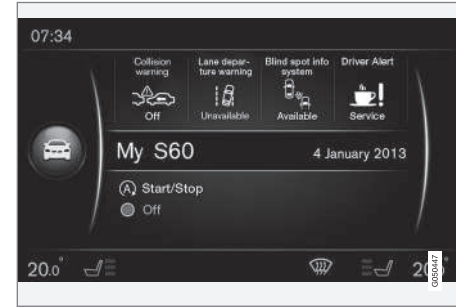 07:34
Collision warning
Lane depar-
ture warning
Blind spot info
system
Driver Alert
Off
Unavailable
Available
Service
My S60
4 January 2013
Start/Stop
Off
20.0°
20
G050447